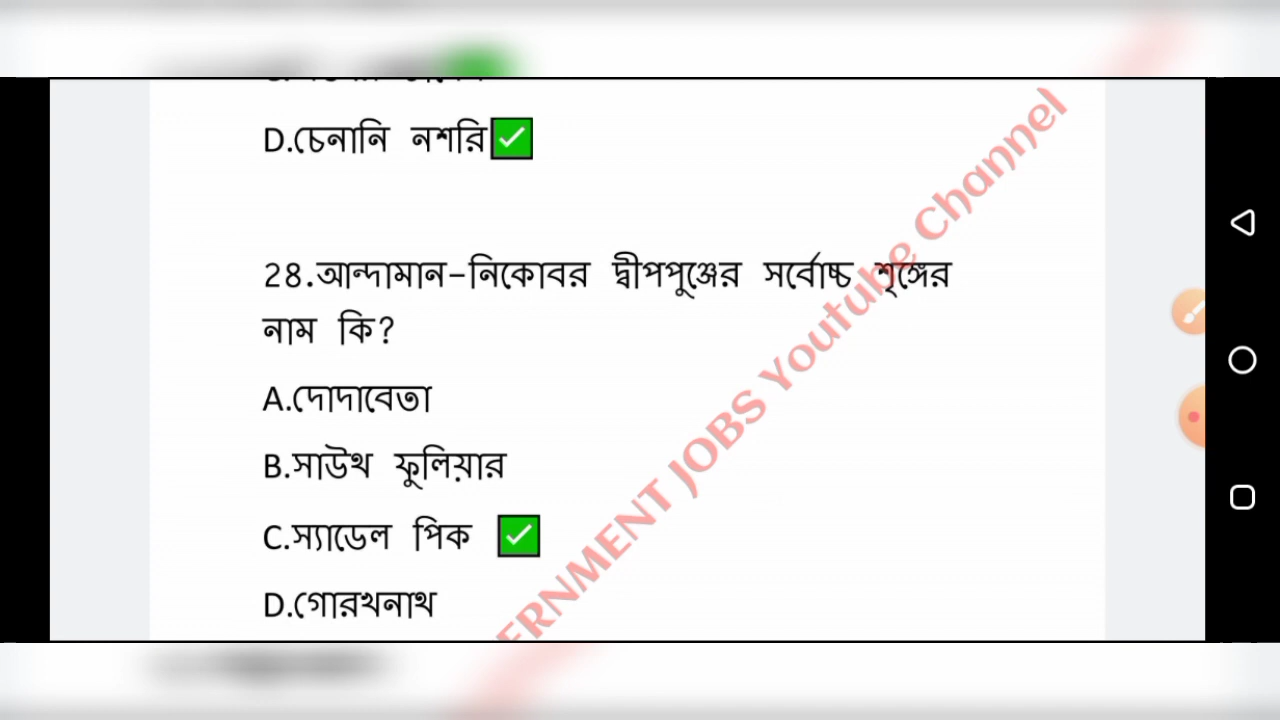 D.চেনানি নশরি
28.আন্দামান-নিকোবর দ্বীপপুঞ্জের সর্বোচ্চ শৃঙ্গের
নাম কি?
A.দোদাবেতা
B.সাউথ ফুলিয়ার
C.স্যাডেল পিক
D.গোরখনাথ
ERNMENT JOBS Youtube Channel